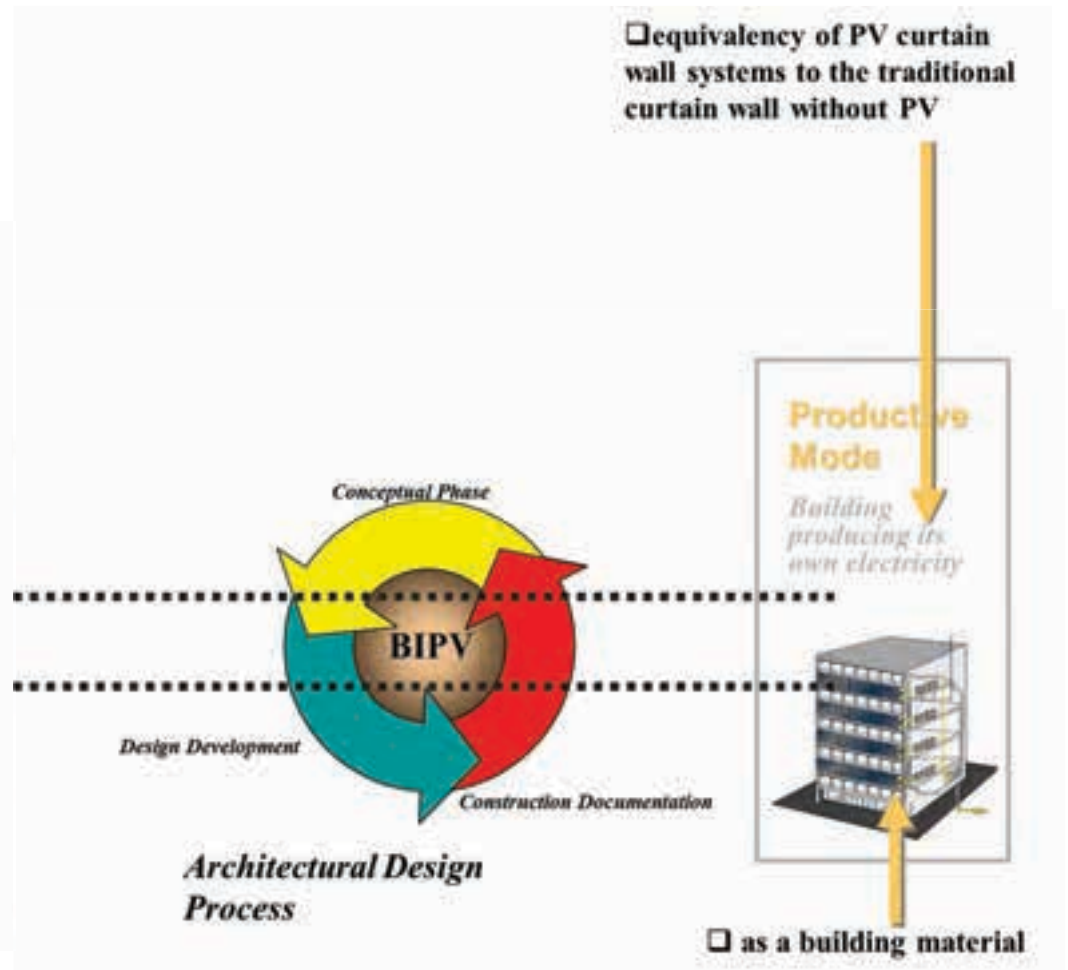 ❑equivalency of PV curtain
wall systems to the traditional
curtain wall without PV
Productive
Mode
Building
producing its
own electricity
Conceptual Phase
BIPV
Design Development
Construction Documentation
Architectural Design
Process
❑ as a building material